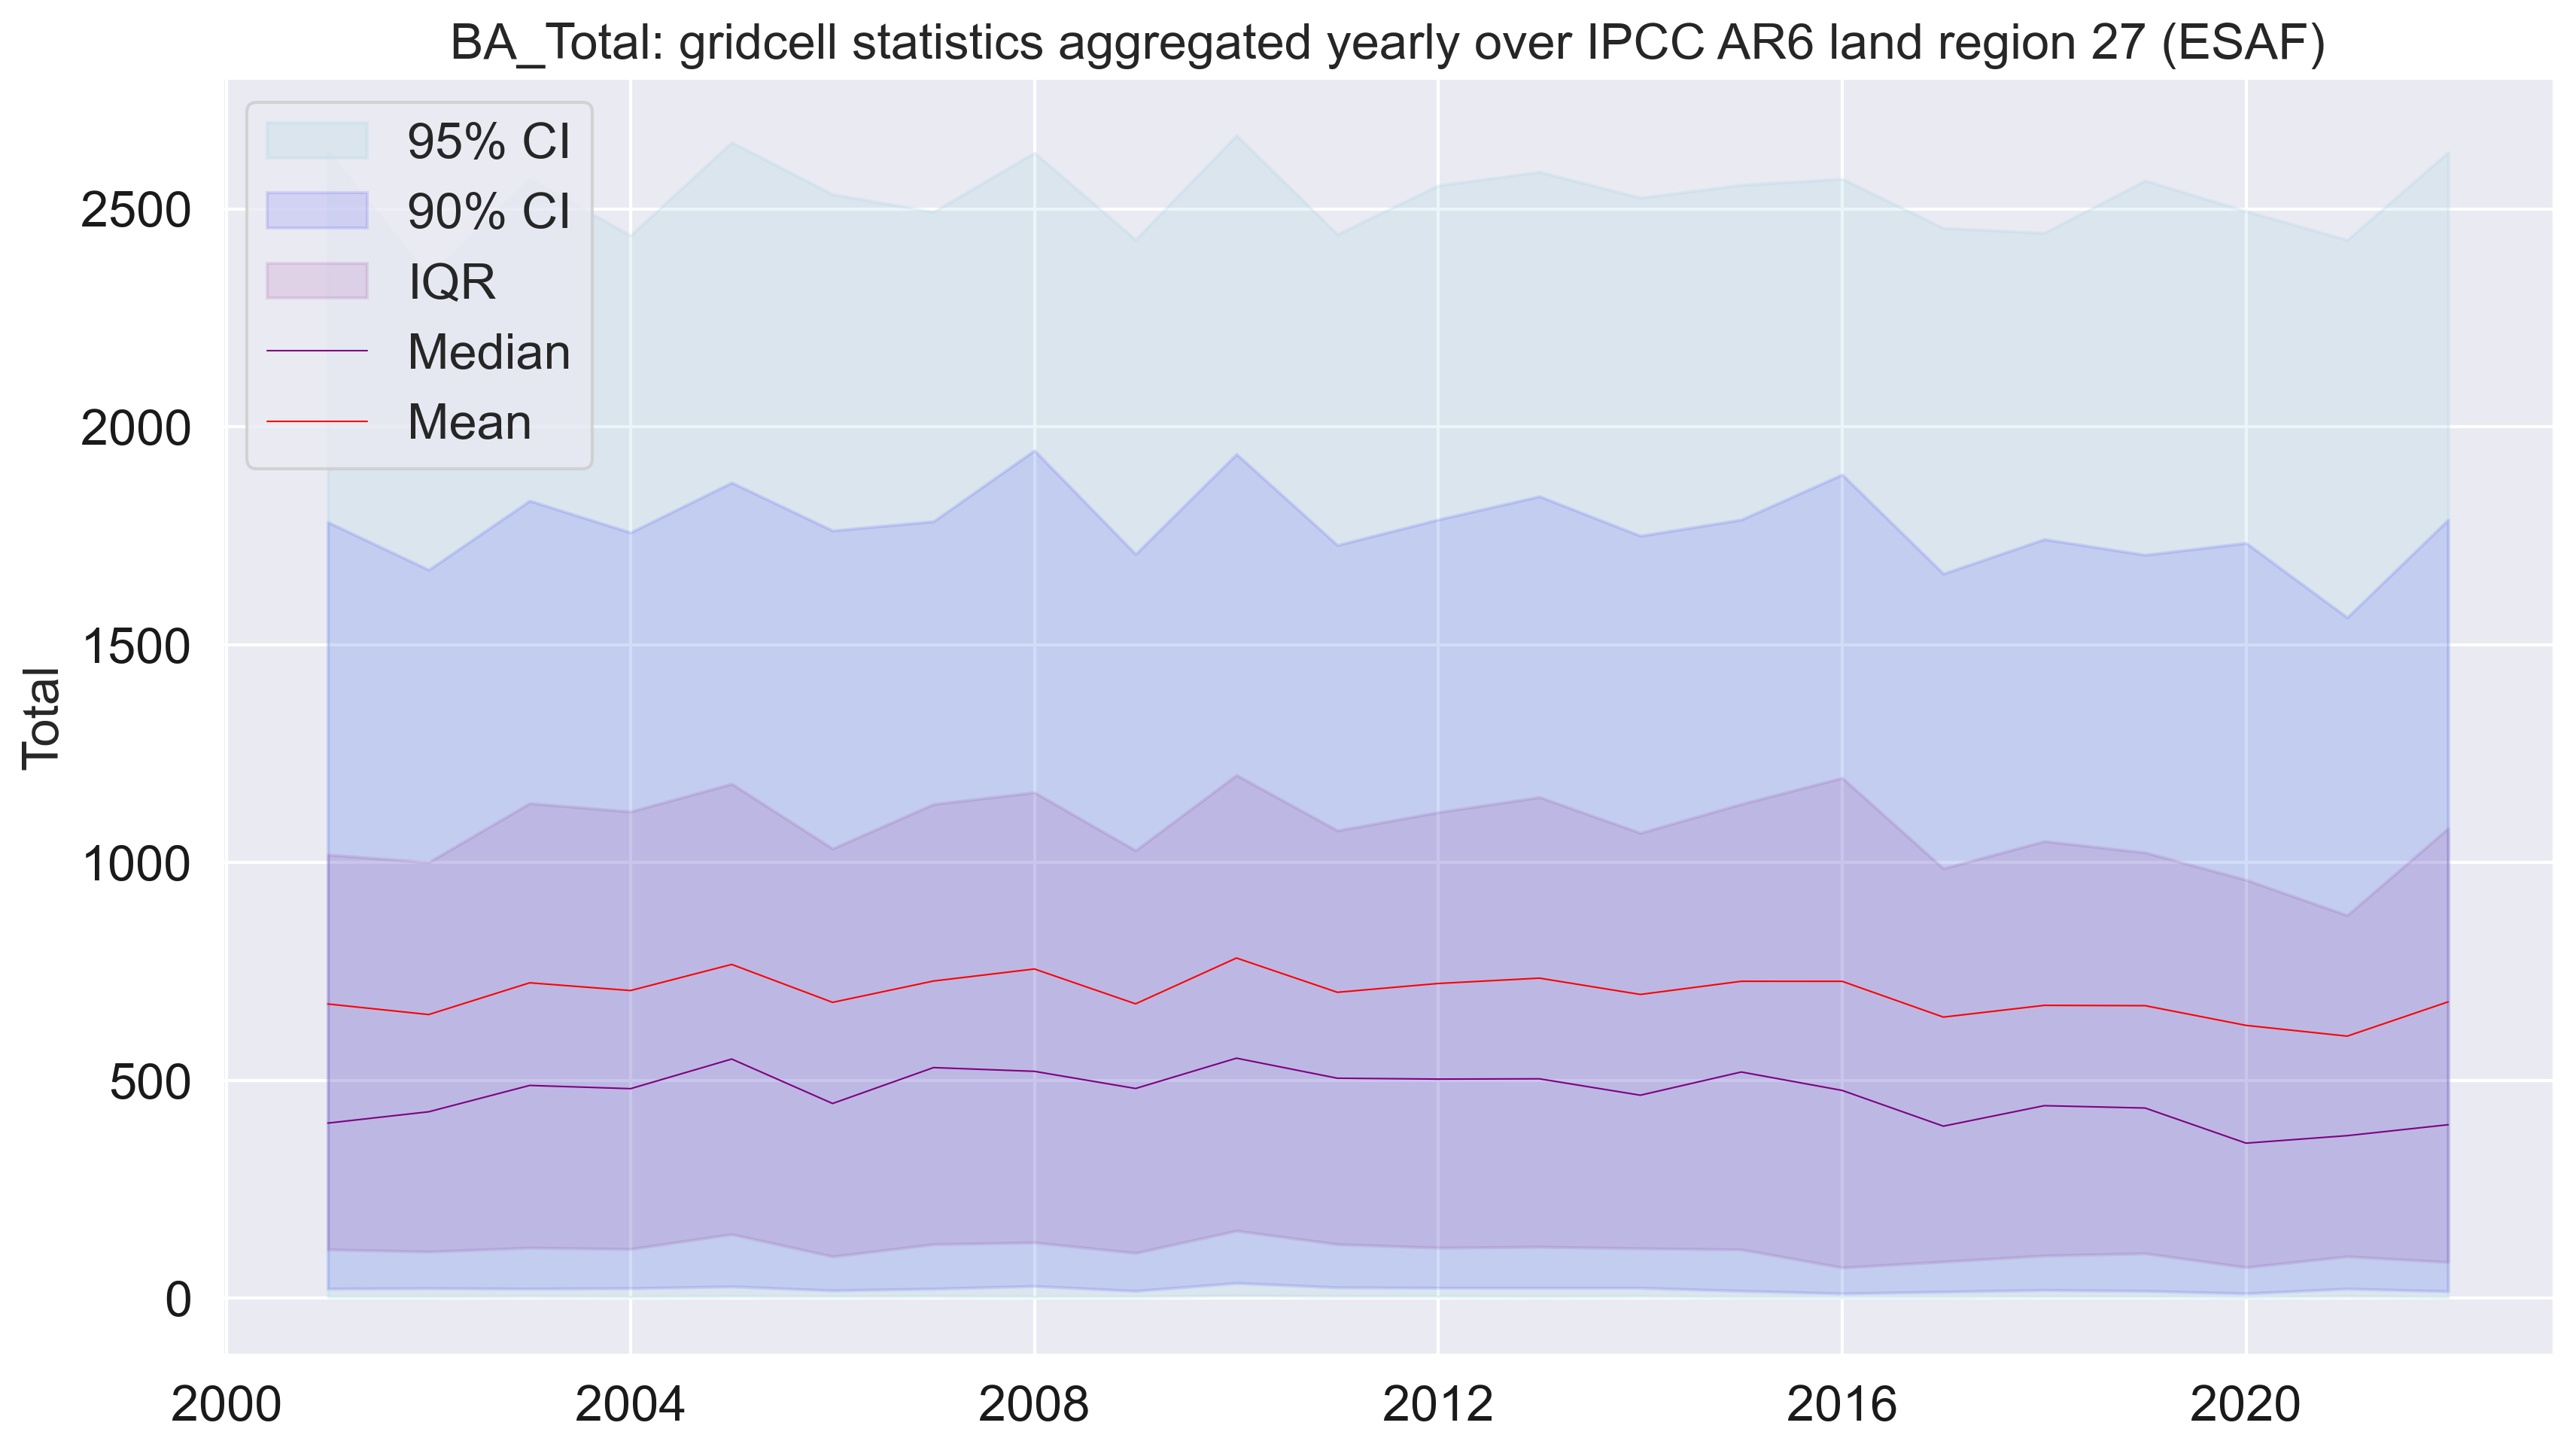 BA_Total: gridcell statistics aggregated yearly over IPCC AR6 land region 27 (ESAF)
95% CI
90% CI
IQR
Median
Mean
Total
2500
2000
1500
1000
500
0
2000 2004 2008 2012 2016 2020